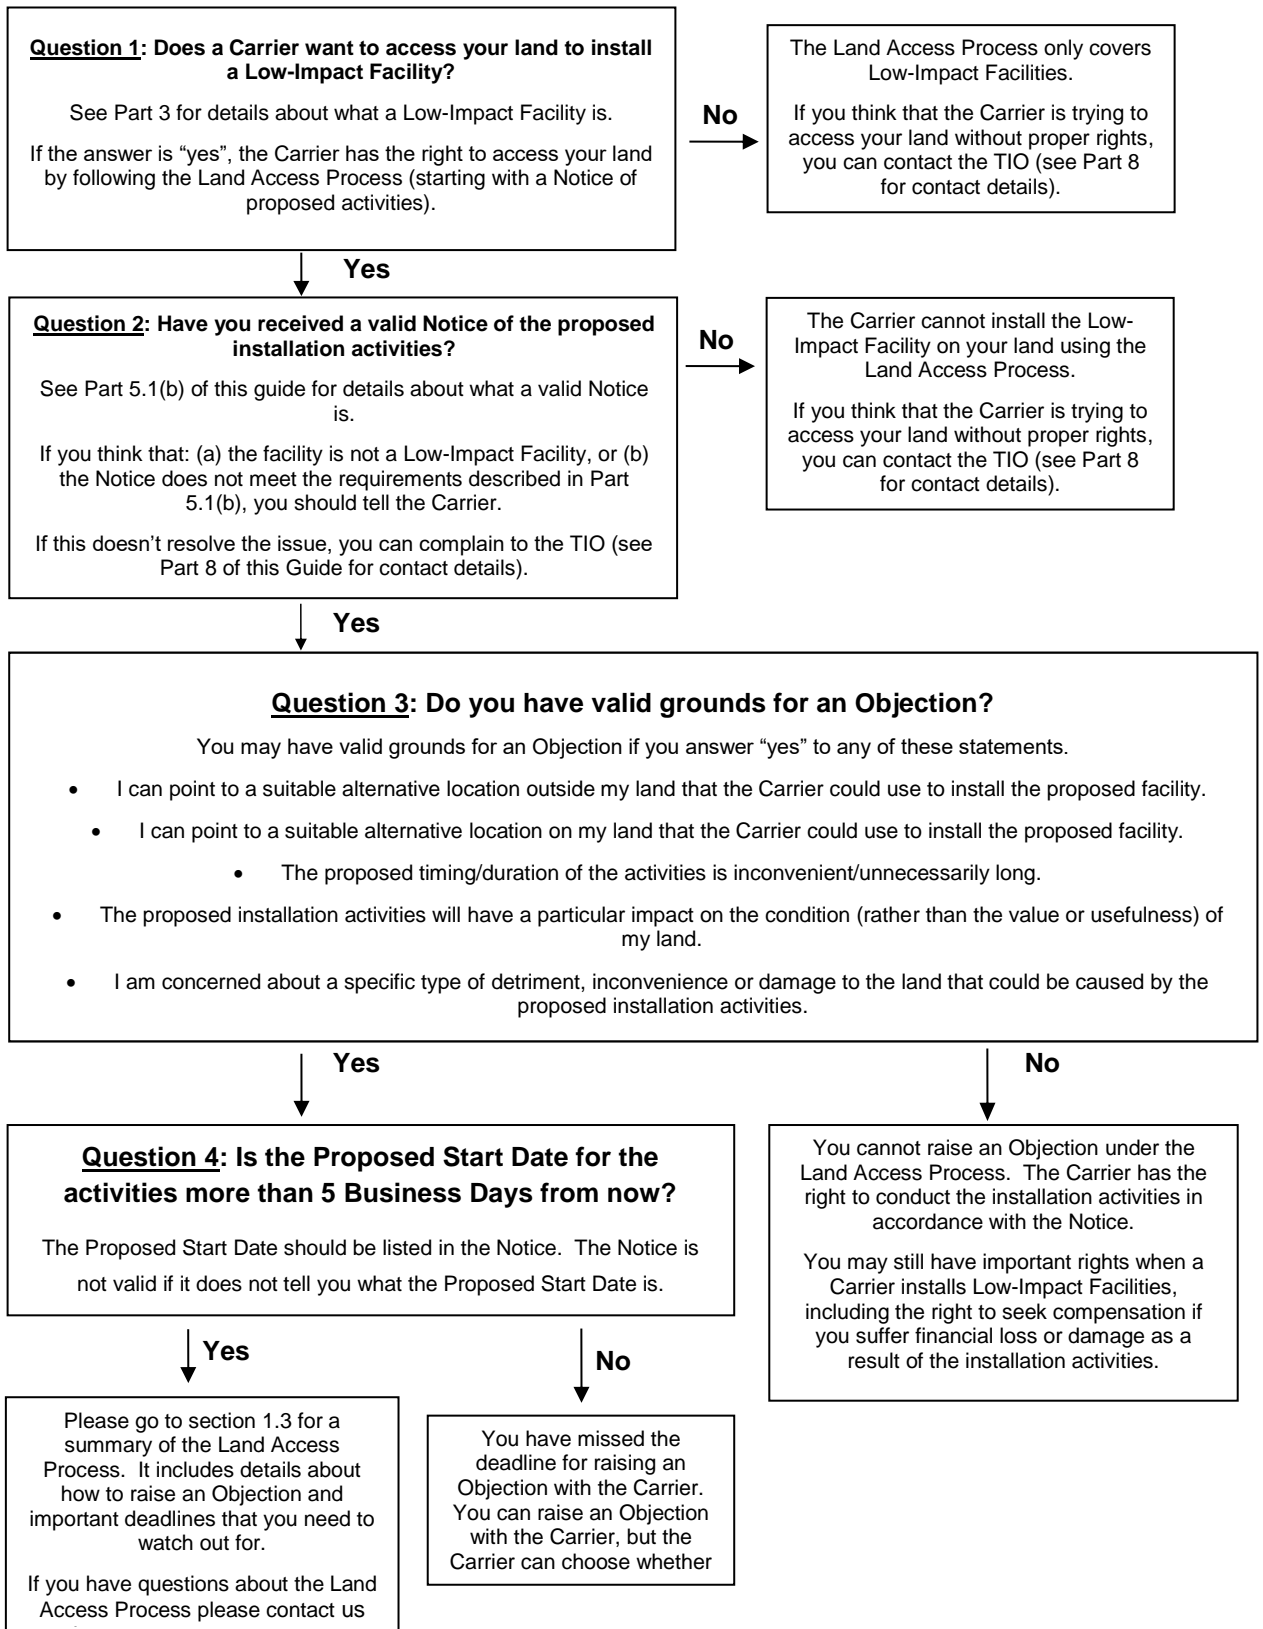 Question 1: Does a Carrier want to access your land to install
a Low-Impact Facility?
See Part 3 for details about what a Low-Impact Facility is.
If the answer is “yes”, the Carrier has the right to access your land
by following the Land Access Process (starting with a Notice of
proposed activities).
No
The Land Access Process only covers
Low-Impact Facilities.
If you think that the Carrier is trying to
access your land without proper rights,
you can contact the TIO (see Part 8
for contact details).
Yes
Question 2: Have you received a valid Notice of the proposed
installation activities?
See Part 5.1(b) of this guide for details about what a valid Notice
is.
If you think that: (a) the facility is not a Low-Impact Facility, or (b)
the Notice does not meet the requirements described in Part
5.1(b), you should tell the Carrier.
If this doesn’t resolve the issue, you can complain to the TIO (see
Part 8 of this Guide for contact details).
No
The Carrier cannot install the Low-
Impact Facility on your land using the
Land Access Process.
If you think that the Carrier is trying to
access your land without proper rights,
you can contact the TIO (see Part 8
for contact details).
Yes
Question 3: Do you have valid grounds for an Objection?
You may have valid grounds for an Objection if you answer “yes” to any of these statements.
• I can point to a suitable alternative location outside my land that the Carrier could use to install the proposed facility.
• I can point to a suitable alternative location on my land that the Carrier could use to install the proposed facility.
• The proposed timing/duration of the activities is inconvenient/unnecessarily long.
• The proposed installation activities will have a particular impact on the condition (rather than the value or usefulness) of
my land.
• I am concerned about a specific type of detriment, inconvenience or damage to the land that could be caused by the
proposed installation activities.
Yes
No
Question 4: Is the Proposed Start Date for the
activities more than 5 Business Days from now?
The Proposed Start Date should be listed in the Notice. The Notice is
not valid if it does not tell you what the Proposed Start Date is.
You cannot raise an Objection under the
Land Access Process. The Carrier has the
right to conduct the installation activities in
accordance with the Notice.
You may still have important rights when a
Carrier installs Low-Impact Facilities,
including the right to seek compensation if
you suffer financial loss or damage as a
result of the installation activities.
Yes
No
Please go to section 1.3 for a
summary of the Land Access
Process. It includes details about
how to raise an Objection and
important deadlines that you need to
watch out for.
If you have questions about the Land
Access Process please contact us
You have missed the
deadline for raising an
Objection with the Carrier.
You can raise an Objection
with the Carrier, but the
Carrier can choose whether